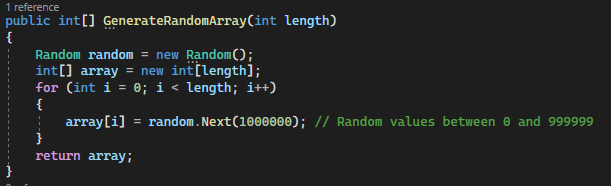 1 reference
public int[] GenerateRandomArray(int length)
{
    Random random = new Random();
    int[] array = new int[length];
    for (int i = 0; i < length; i++)
    {
        array[i] = random.Next(1000000); // Random values between 0 and 999999
    }
    return array;
}